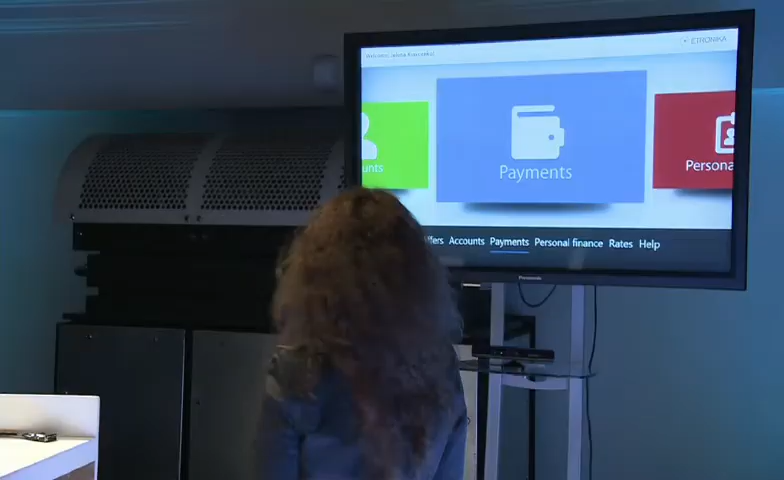 ETRONIKA
unts
Payments
Persona
ffers Accounts Payments Personal finance Rates Help
Panasonic